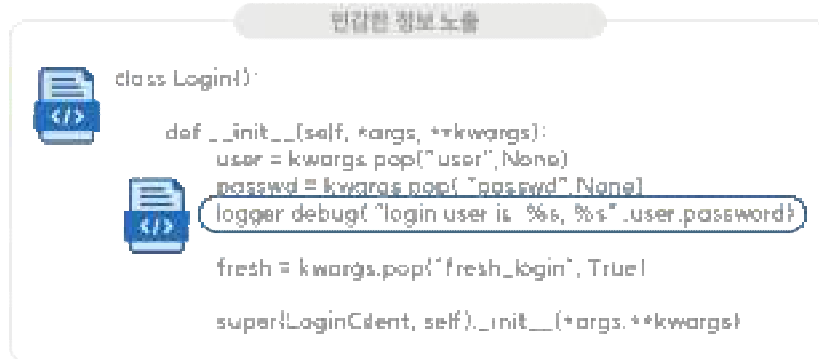 민감한 정보 노출
class Login():
def __init__(self, *args, **kwargs):
user = kwargs.pop("user",None)
passwd = kwargs.pop( "passwd",None)
logger.debug( "login user is %s, %s" ,user.password)
fresh = kwargs.pop("fresh_login", True)
super(LoginClient, self).__init__(*args,**kwargs)